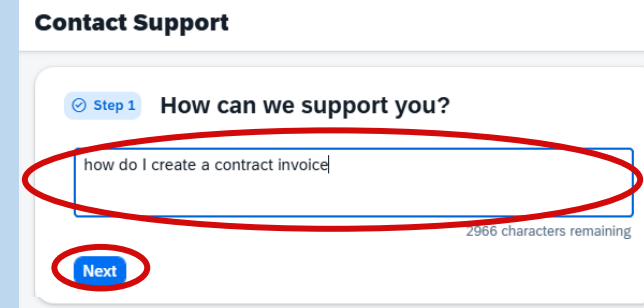 Contact Support
Step 1 How can we support you?
how do I create a contract invoice
2966 characters remaining
Next